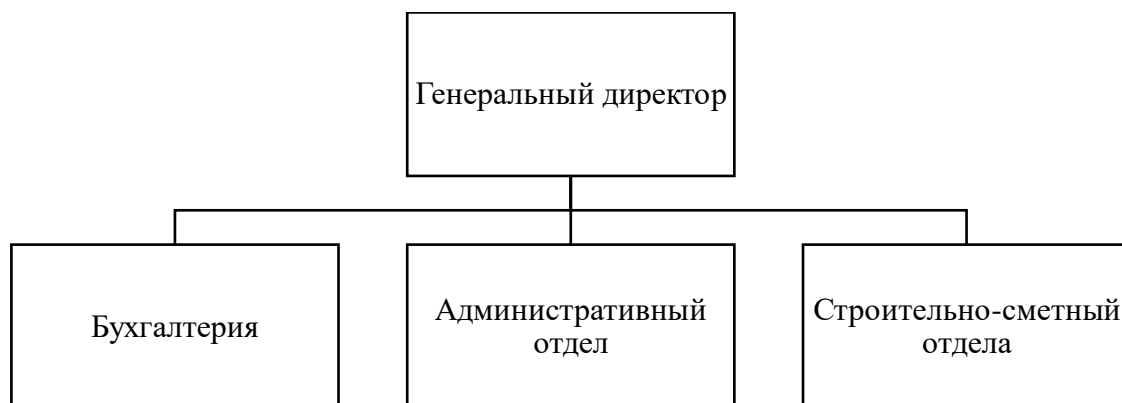 Генеральный директор
Бухгалтерия
Административный
отдел
Строительно-сметный
отдела